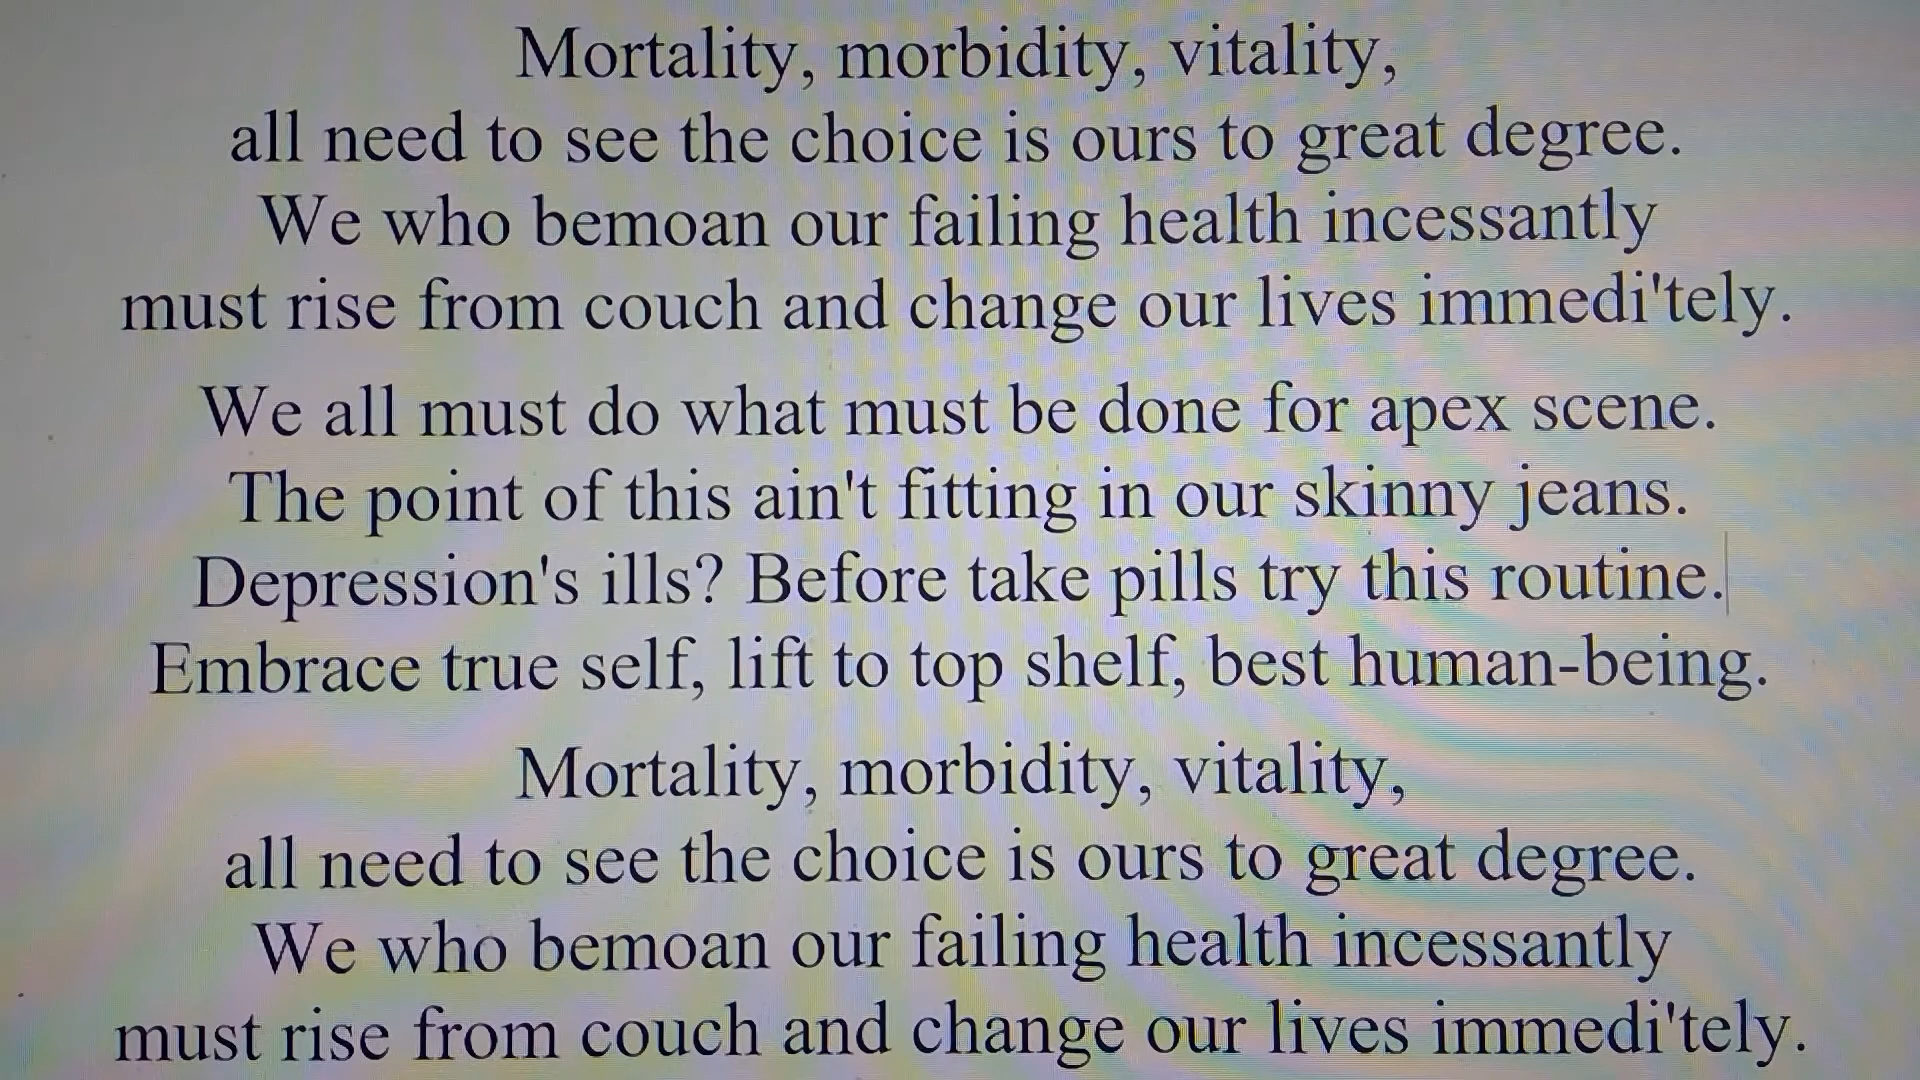 Mortality, morbidity, vitality,
all need to see the choice is ours to great degree.
We who bemoan our failing health incessantly
must rise from couch and change our lives immedi'tely.
We all must do what must be done for apex scene.
The point of this ain't fitting in our skinny jeans.
Depression's ills? Before take pills try this routine.
Embrace true self, lift to top shelf, best human-being.
Mortality, morbidity, vitality,
all need to see the choice is ours to great degree.
We who bemoan our failing health incessantly
must rise from couch and change our lives immedi'tely.